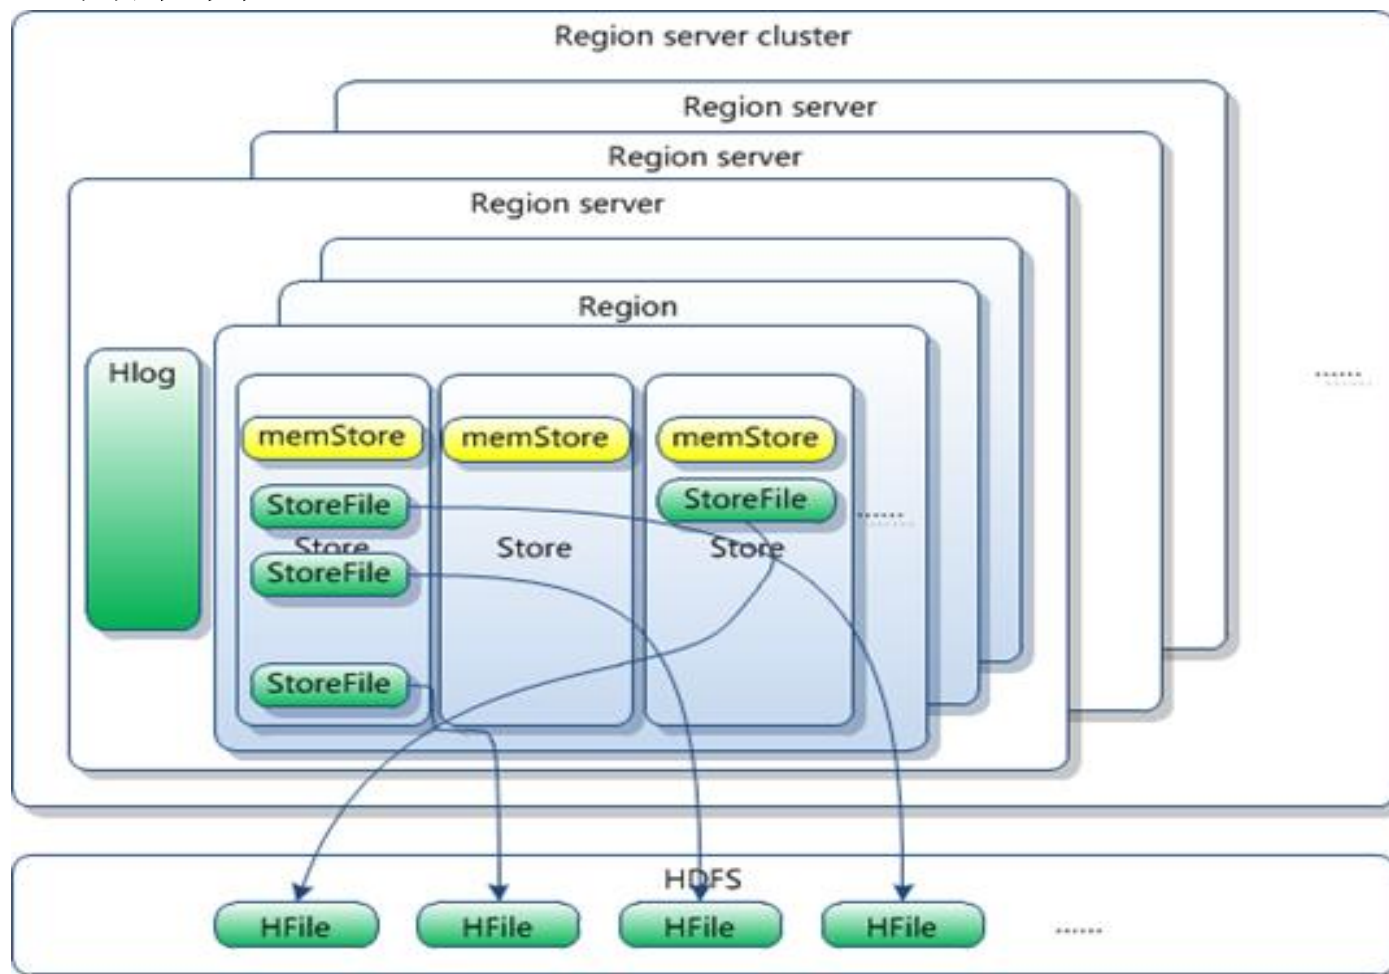 Region server cluster
Region server
Region server
Region server
Region
Hlog
memStore
memStore
memStore
StoreFile
StoreFile
......
Store
Store
Store
StoreFile
StoreFile
......
HDFS
HFile
HFile
HFile
HFile
......